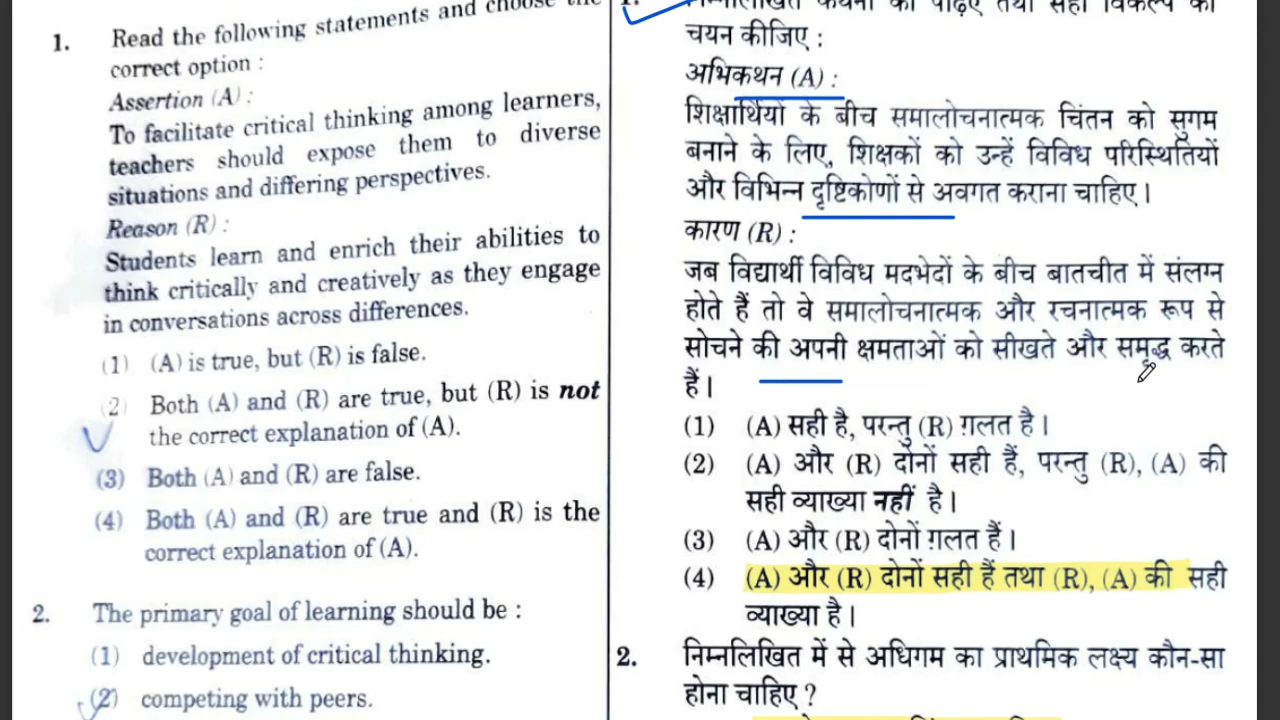 1. Read the following statements and choose the
correct option :
Assertion (A) :
To facilitate critical thinking among learners,
teachers should expose them to diverse
situations and differing perspectives.
Reason (R) :
Students learn and enrich their abilities to
think critically and creatively as they engage
in conversations across differences.
(1) (A) is true, but (R) is false.
(2) Both (A) and (R) are true, but (R) is not
the correct explanation of (A).
(3) Both (A) and (R) are false.
(4) Both (A) and (R) are true and (R) is the
correct explanation of (A).
2. The primary goal of learning should be :
(1) development of critical thinking.
(2) competing with peers.
1. निम्नलिखित कथनों को पढ़िए तथा सही विकल्प का
चयन कीजिए :
अभिकथन (A) :
शिक्षार्थियों के बीच समालोचनात्मक चिंतन को सुगम
बनाने के लिए, शिक्षकों को उन्हें विविध परिस्थितियों
और विभिन्न दृष्टिकोणों से अवगत कराना चाहिए।
कारण (R) :
जब विद्यार्थी विविध मदभेदों के बीच बातचीत में संलग्न
होते हैं तो वे समालोचनात्मक और रचनात्मक रूप से
सोचने की अपनी क्षमताओं को सीखते और समृद्ध करते
हैं।
(1) (A) सही है, परन्तु (R) ग़लत है।
(2) (A) और (R) दोनों सही हैं, परन्तु (R), (A) की
सही व्याख्या नहीं है।
(3) (A) और (R) दोनों ग़लत हैं।
(4) (A) और (R) दोनों सही हैं तथा (R), (A) की सही
व्याख्या है।
2. निम्नलिखित में से अधिगम का प्राथमिक लक्ष्य कौन-सा
होना चाहिए ?